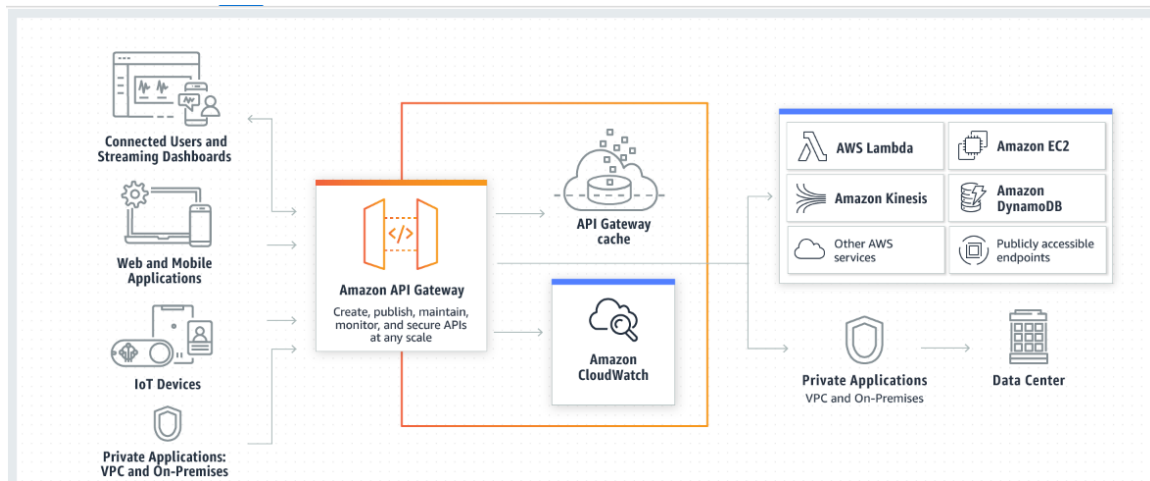 Connected Users and
Streaming Dashboards
Web and Mobile
Applications
IoT Devices
Private Applications:
VPC and On-Premises
</>
Amazon API Gateway
Create, publish, maintain,
monitor, and secure APIs
at any scale
API Gateway
cache
Amazon
CloudWatch
AWS Lambda
Amazon EC2
Amazon Kinesis
Amazon
DynamoDB
Other AWS
services
Publicly accessible
endpoints
Private Applications
VPC and On-Premises
Data Center